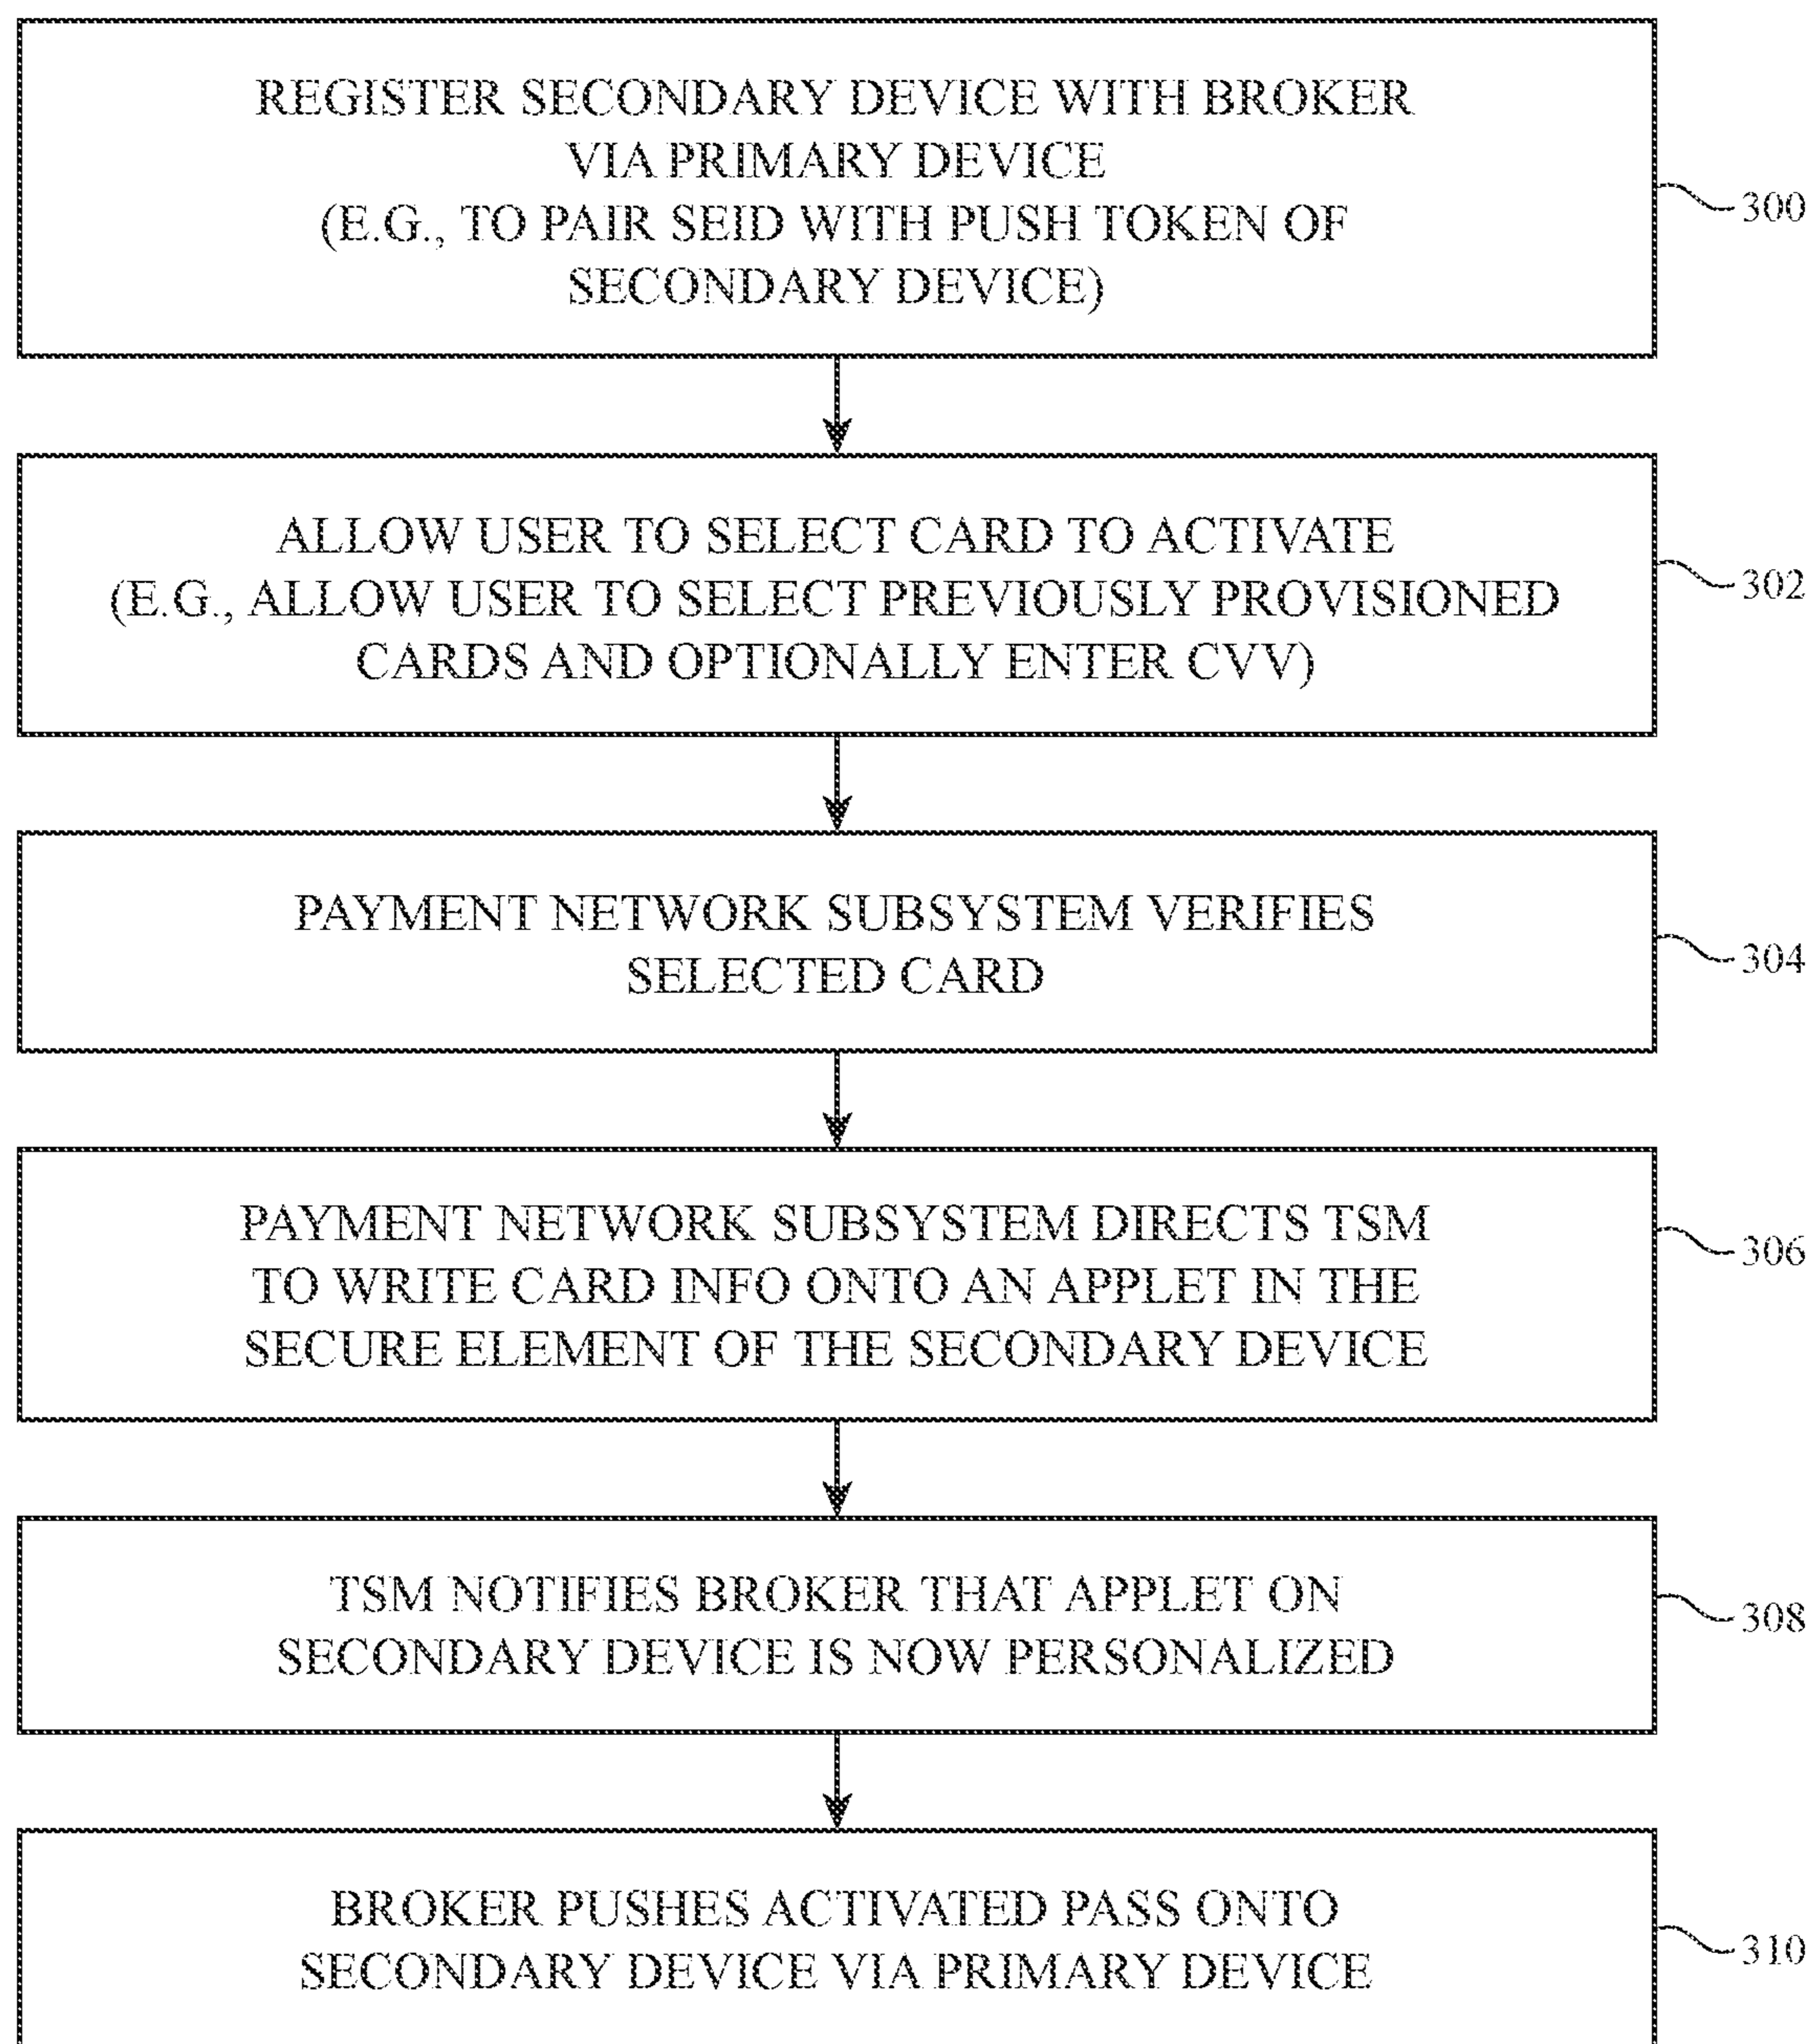 REGISTER SECONDARY DEVICE WITH BROKER
VIA PRIMARY DEVICE
(E.G., TO PAIR SEID WITH PUSH TOKEN OF
SECONDARY DEVICE)
300
ALLOW USER TO SELECT CARD TO ACTIVATE
(E.G., ALLOW USER TO SELECT PREVIOUSLY PROVISIONED
CARDS AND OPTIONALLY ENTER CVV)
302
PAYMENT NETWORK SUBSYSTEM VERIFIES
SELECTED CARD
304
PAYMENT NETWORK SUBSYSTEM DIRECTS TSM
TO WRITE CARD INFO ONTO AN APPLET IN THE
SECURE ELEMENT OF THE SECONDARY DEVICE
306
TSM NOTIFIES BROKER THAT APPLET ON
SECONDARY DEVICE IS NOW PERSONALIZED
308
BROKER PUSHES ACTIVATED PASS ONTO
SECONDARY DEVICE VIA PRIMARY DEVICE
310